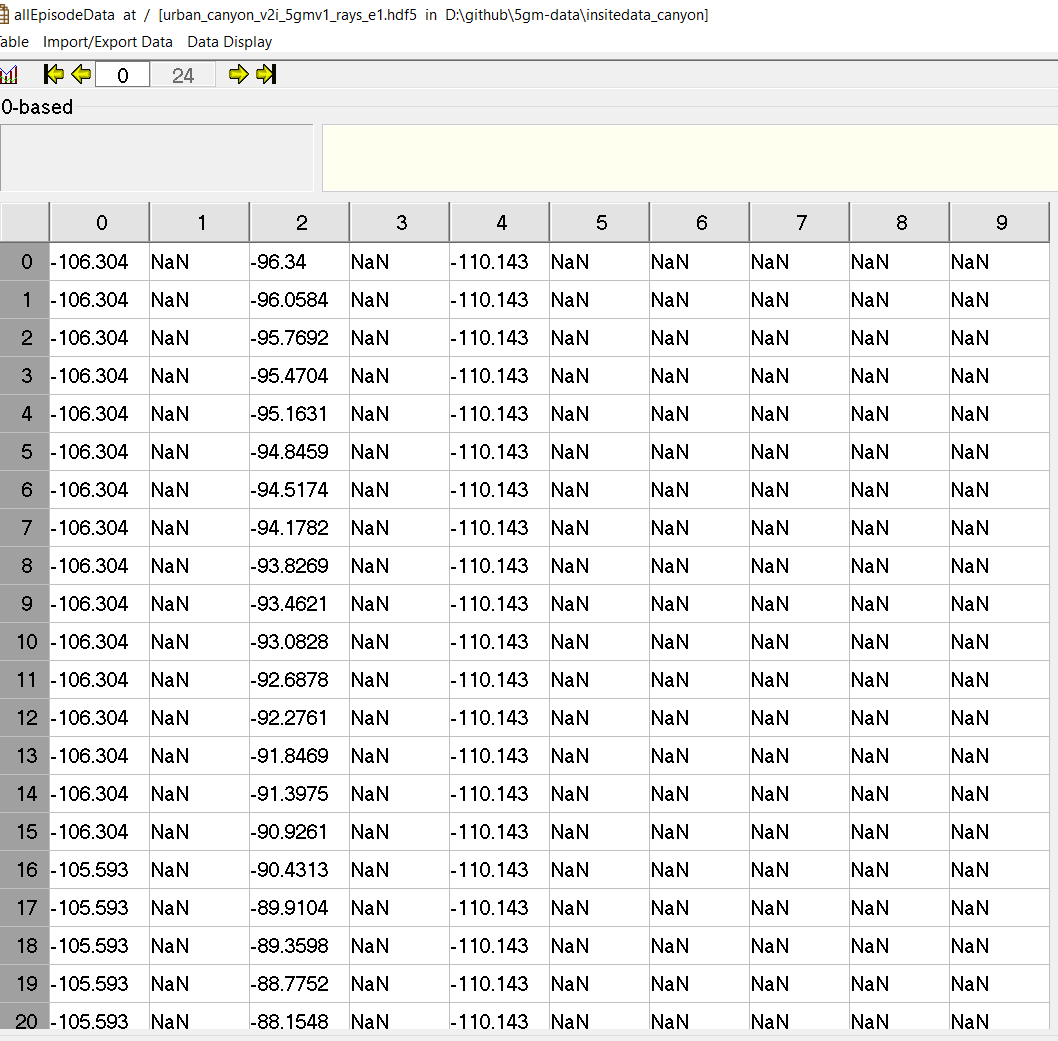 allEpisodeData at / [urban_canyon_v2i_5gmv1_rays_e1.hdf5 in D:\github\5gm-data\insitedata_canyon]
Table Import/Export Data Data Display
0 24
0-based
0 1 2 3 4 5 6 7 8 9
0 -106.304 NaN -96.34 NaN -110.143 NaN NaN NaN NaN NaN
1 -106.304 NaN -96.0584 NaN -110.143 NaN NaN NaN NaN NaN
2 -106.304 NaN -95.7692 NaN -110.143 NaN NaN NaN NaN NaN
3 -106.304 NaN -95.4704 NaN -110.143 NaN NaN NaN NaN NaN
4 -106.304 NaN -95.1631 NaN -110.143 NaN NaN NaN NaN NaN
5 -106.304 NaN -94.8459 NaN -110.143 NaN NaN NaN NaN NaN
6 -106.304 NaN -94.5174 NaN -110.143 NaN NaN NaN NaN NaN
7 -106.304 NaN -94.1782 NaN -110.143 NaN NaN NaN NaN NaN
8 -106.304 NaN -93.8269 NaN -110.143 NaN NaN NaN NaN NaN
9 -106.304 NaN -93.4621 NaN -110.143 NaN NaN NaN NaN NaN
10 -106.304 NaN -93.0828 NaN -110.143 NaN NaN NaN NaN NaN
11 -106.304 NaN -92.6878 NaN -110.143 NaN NaN NaN NaN NaN
12 -106.304 NaN -92.2761 NaN -110.143 NaN NaN NaN NaN NaN
13 -106.304 NaN -91.8469 NaN -110.143 NaN NaN NaN NaN NaN
14 -106.304 NaN -91.3975 NaN -110.143 NaN NaN NaN NaN NaN
15 -106.304 NaN -90.9261 NaN -110.143 NaN NaN NaN NaN NaN
16 -105.593 NaN -90.4313 NaN -110.143 NaN NaN NaN NaN NaN
17 -105.593 NaN -89.9104 NaN -110.143 NaN NaN NaN NaN NaN
18 -105.593 NaN -89.3598 NaN -110.143 NaN NaN NaN NaN NaN
19 -105.593 NaN -88.7752 NaN -110.143 NaN NaN NaN NaN NaN
20 -105.593 NaN -88.1548 NaN -110.143 NaN NaN NaN NaN NaN